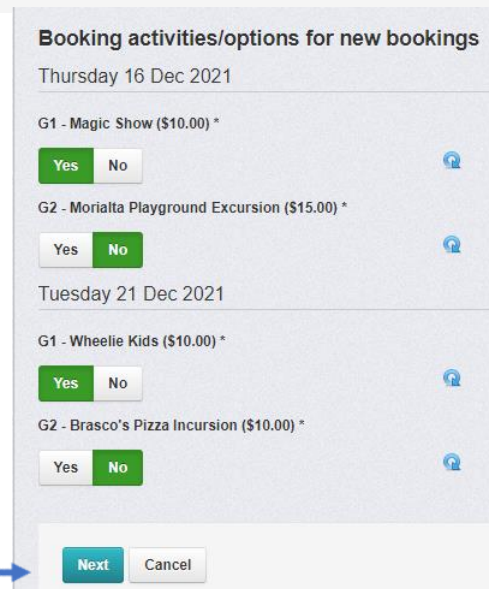 Booking activities/options for new bookings
Thursday 16 Dec 2021
G1 - Magic Show ($10.00) *
Yes No
G2 - Morialta Playground Excursion ($15.00) *
Yes No
Tuesday 21 Dec 2021
G1 - Wheelie Kids ($10.00) *
Yes No
G2 - Brasco's Pizza Incursion ($10.00) *
Yes No
Next Cancel